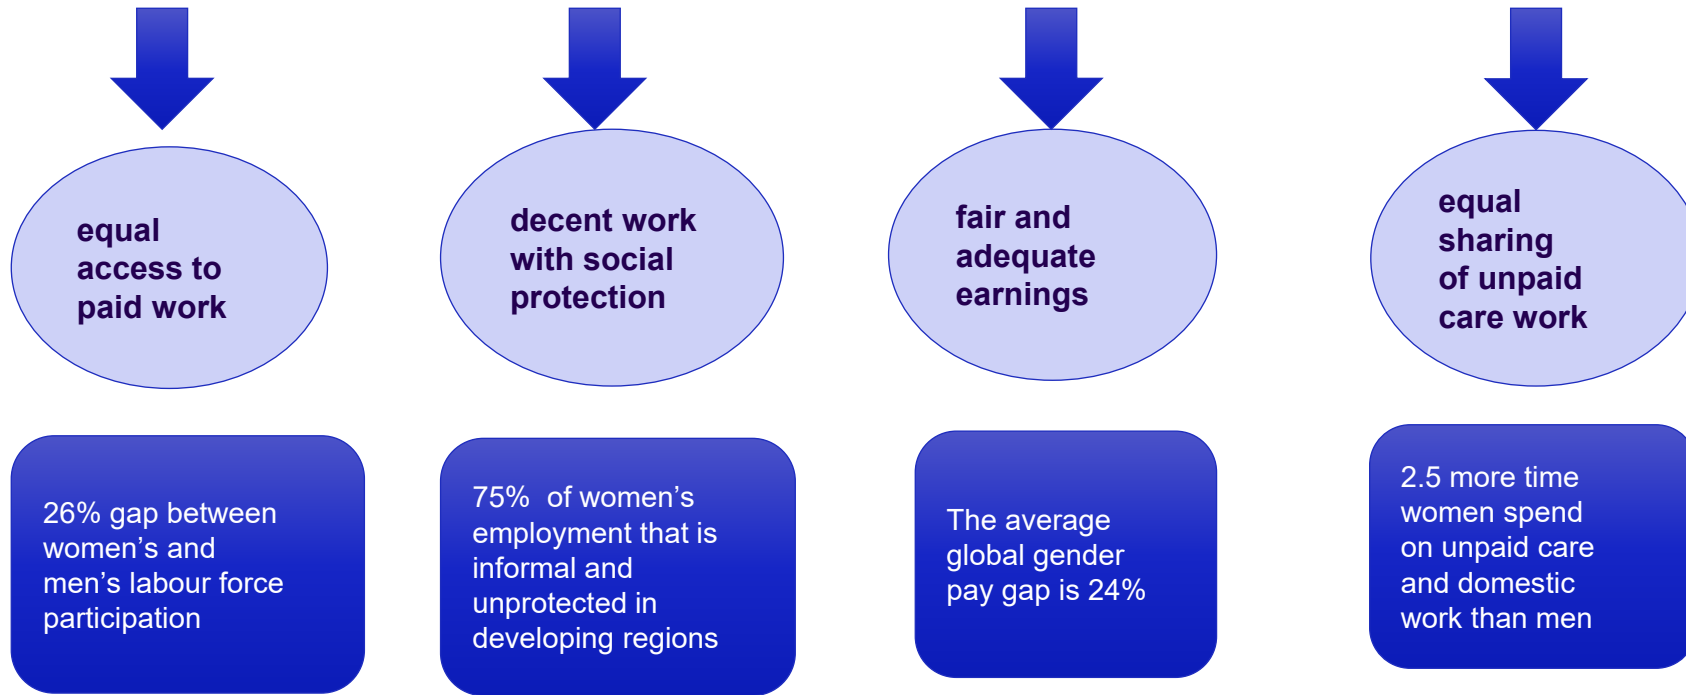 equal
access to
paid work
decent work
with social
protection
fair and
adequate
earnings
equal
sharing
of unpaid
care work
26% gap between
women’s and
men’s labour force
participation
75%  of women’s
employment that is
informal and
unprotected in
developing regions
The average
global gender
pay gap is 24%
2.5 more time
women spend
on unpaid care
and domestic
work than men